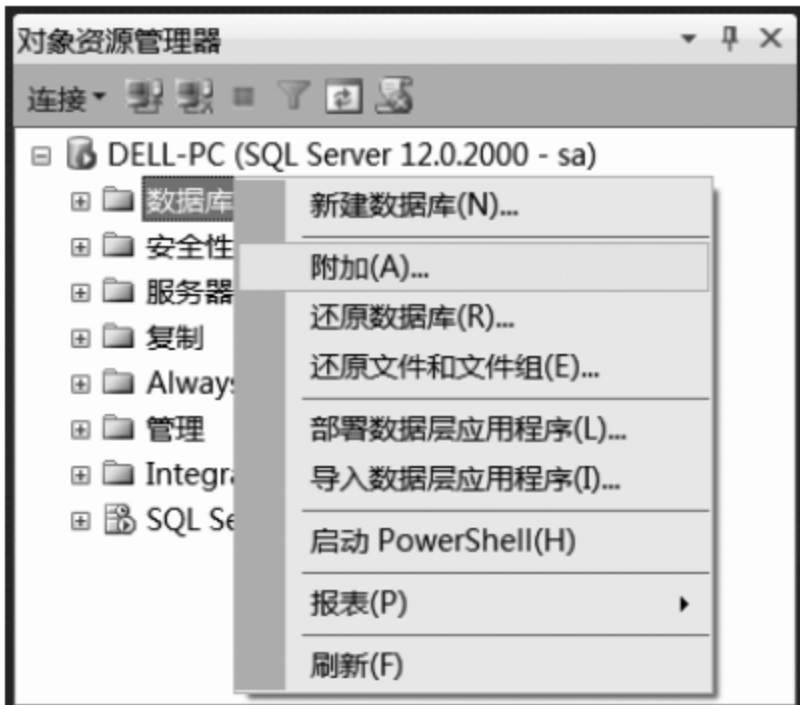 对象资源管理器
连接
DELL-PC (SQL Server 12.0.2000 - sa)
数据库
安全性
服务器
复制
Always
管理
Integra
SQL Se
新建数据库(N)...
附加(A)...
还原数据库(R)...
还原文件和文件组(E)...
部署数据层应用程序(L)...
导入数据层应用程序(I)...
启动 PowerShell(H)
报表(P)
刷新(F)